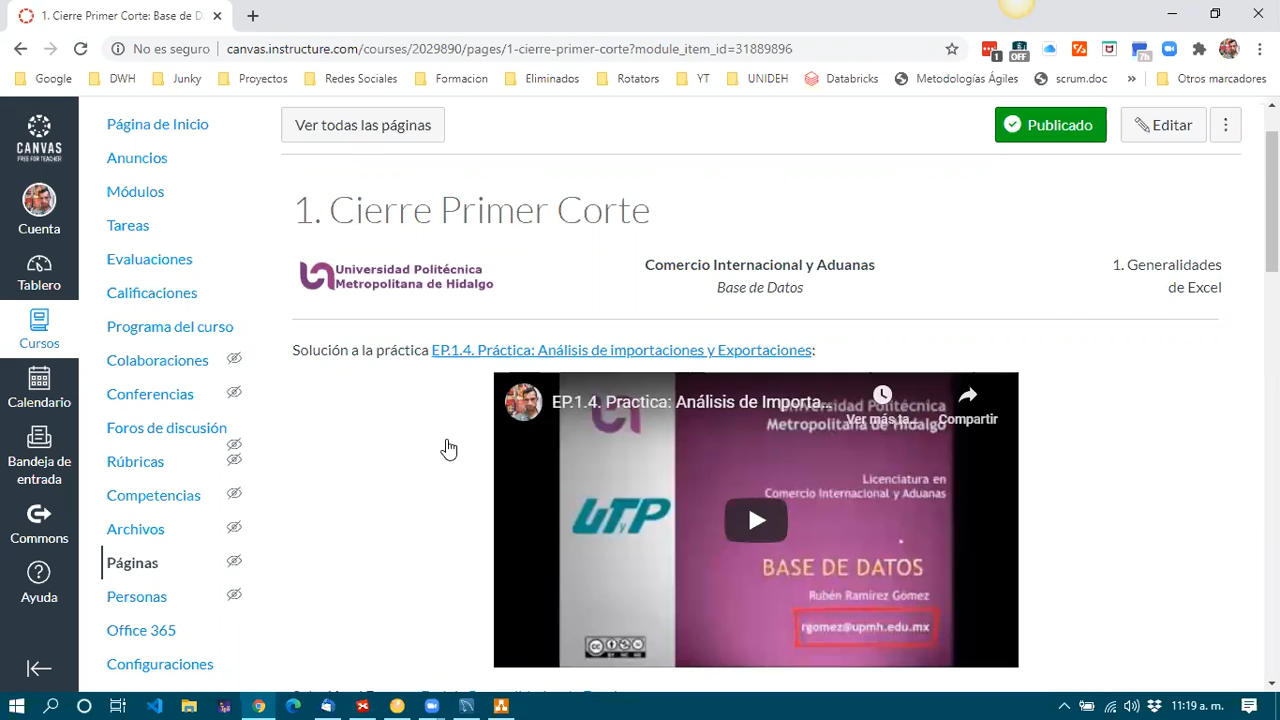 1. Cierre Primer Corte: Base de D
No es seguro canvas.instructure.com/courses/2029890/pages/1-cierre-primer-corte?module_item_id=31889896
1 OFF 7h
Google DWH Junky Proyectos Redes Sociales Formacion Eliminados Rotators YT UNIDEH Databricks Metodologías Ágiles scrum.doc » Otros marcadores
CANVAS
FREE FOR TEACHER
Cuenta
Tablero
Cursos
Calendario
Bandeja de
entrada
Commons
Ayuda
Página de Inicio
Anuncios
Módulos
Tareas
Evaluaciones
Calificaciones
Programa del curso
Colaboraciones
Conferencias
Foros de discusión
Rúbricas
Competencias
Archivos
Páginas
Personas
Office 365
Configuraciones
Ver todas las páginas
Publicado
Editar
1. Cierre Primer Corte
Universidad Politécnica
Metropolitana de Hidalgo
Comercio Internacional y Aduanas
Base de Datos
1. Generalidades
de Excel
Solución a la práctica EP.1.4. Práctica: Análisis de importaciones y Exportaciones:
EP.1.4. Practica: Análisis de Importa...
Ver más ta...
Compartir
Universidad Politécnica
Metropolitana de Hidalgo
Licenciatura en
Comercio Internacional y Aduanas
UTyP
BASE DE DATOS
Rubén Ramírez Gómez
rgomez@upmh.edu.mx
BY NC ND
11:19 a. m.